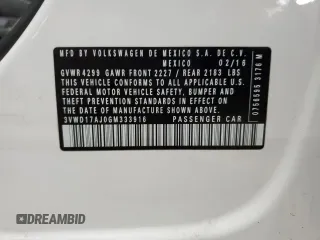 MFD BY VOLKSWAGEN DE MEXICO S.A. DE C.V.
MEXICO 02/16
GVWR 4299 GAWR FRONT 2227 / REAR 2183 LBS
THIS VEHICLE CONFORMS TO ALL APPLICABLE U.S.
FEDERAL MOTOR VEHICLE SAFETY, BUMPER AND
THEFT PREVENTION STANDARDS IN EFFECT ON THE
DATE OF MANUFACTURE SHOWN ABOVE.
3VWD17AJ0GM333916 PASSENGER CAR
0756595 3176 M
DREAMBID